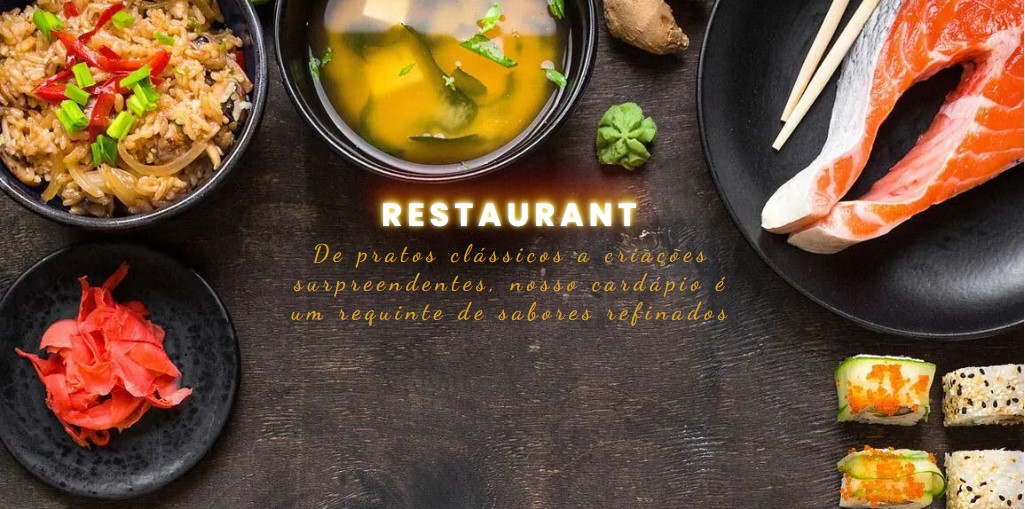 RESTAURANT
De pratos clássicos a criações
surpreendentes, nosso cardápio é
um requinte de sabores refinados